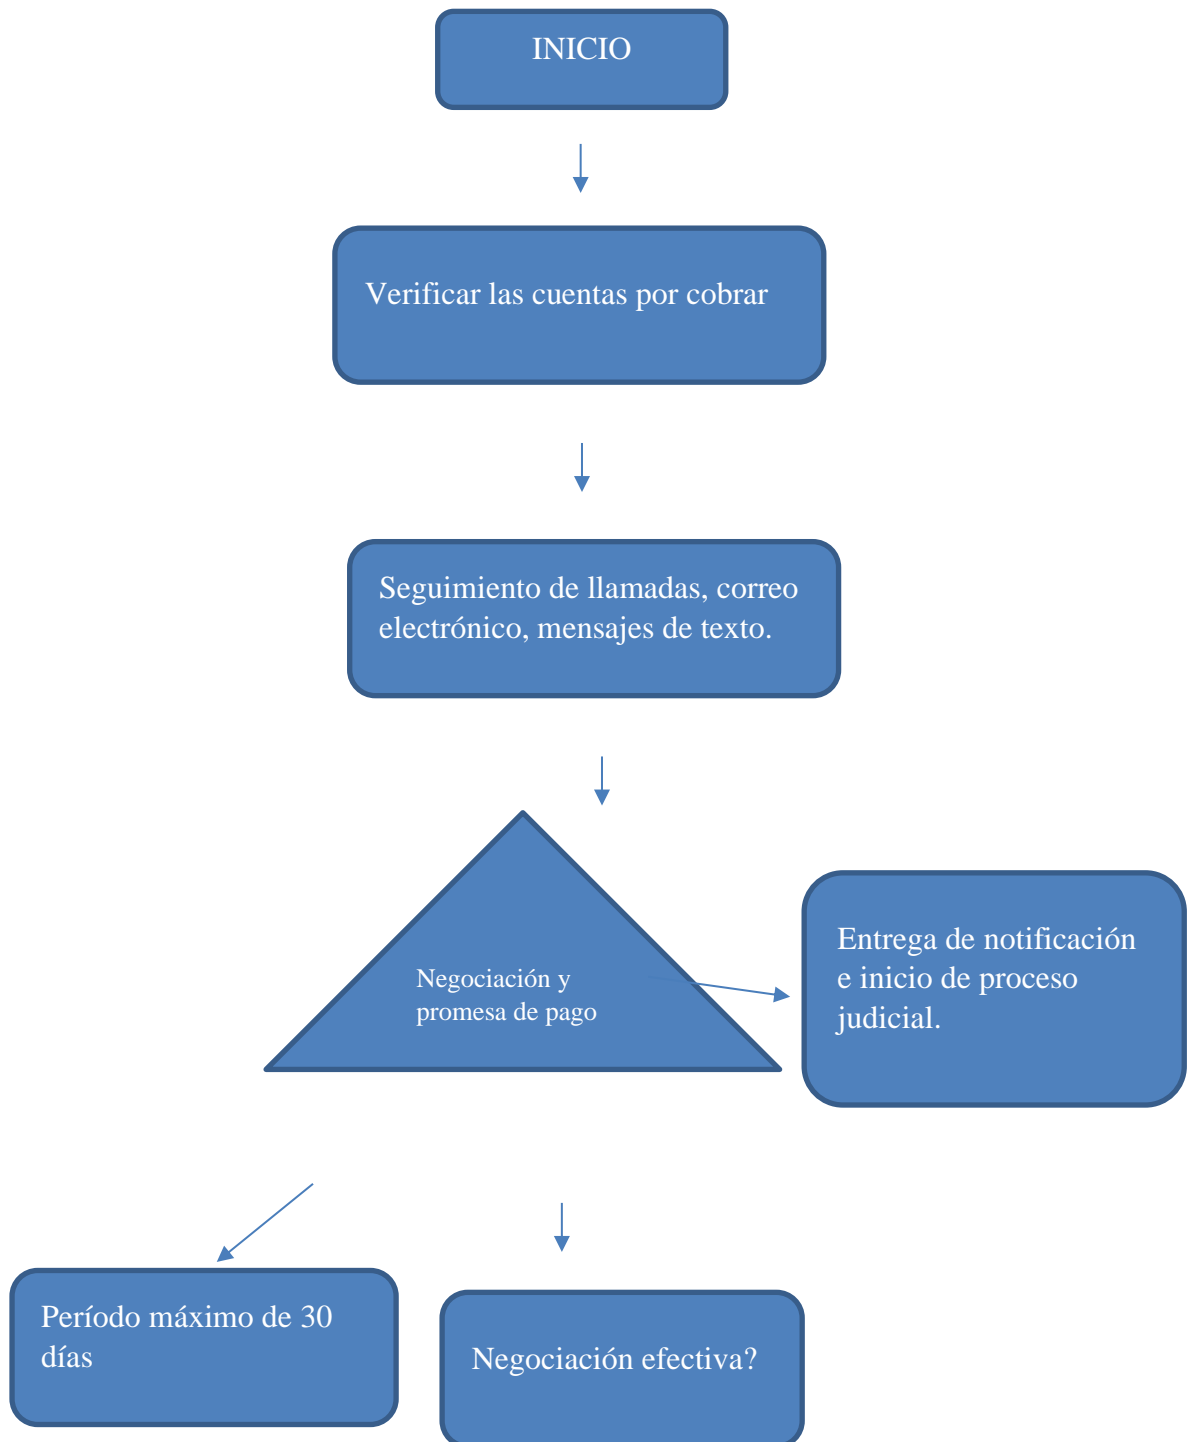 INICIO
Verificar las cuentas por cobrar
Seguimiento de llamadas, correo
electrónico, mensajes de texto.
Negociación y
promesa de pago
Entrega de notificación
e inicio de proceso
judicial.
Período máximo de 30
días
Negociación efectiva?